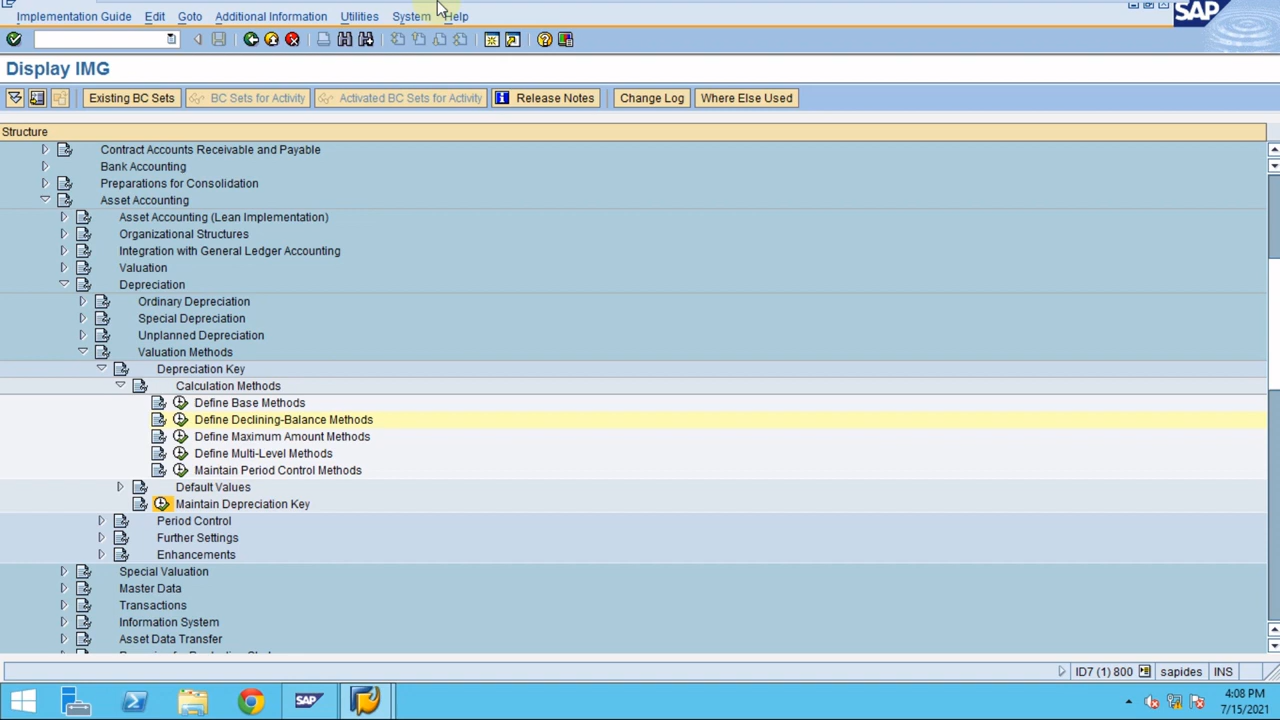 Implementation Guide Edit Goto Additional Information Utilities System Help
SAP
Display IMG
Existing BC Sets BC Sets for Activity Activated BC Sets for Activity Release Notes Change Log Where Else Used
Structure
Contract Accounts Receivable and Payable
Bank Accounting
Preparations for Consolidation
Asset Accounting
Asset Accounting (Lean Implementation)
Organizational Structures
Integration with General Ledger Accounting
Valuation
Depreciation
Ordinary Depreciation
Special Depreciation
Unplanned Depreciation
Valuation Methods
Depreciation Key
Calculation Methods
Define Base Methods
Define Declining-Balance Methods
Define Maximum Amount Methods
Define Multi-Level Methods
Maintain Period Control Methods
Default Values
Maintain Depreciation Key
Period Control
Further Settings
Enhancements
Special Valuation
Master Data
Transactions
Information System
Asset Data Transfer
ID7 (1) 800 sapides INS
SAP
4:08 PM
7/15/2021